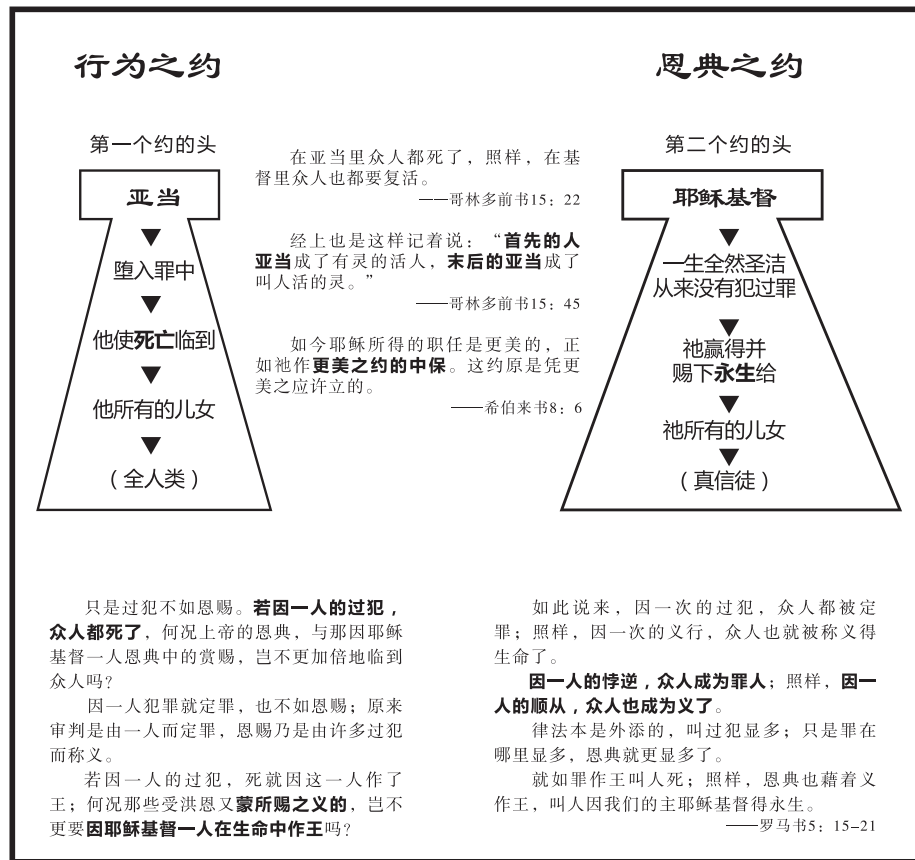 行为之约
第一个约的头
亚当
堕入罪中
他使死亡临到
他所有的儿女
（全人类）
在亚当里众人都死了，照样，在基
督里众人也都要复活。
——哥林多前书15：22
经上也是这样记着说：“首先的人
亚当成了有灵的活人，末后的亚当成了
叫人活的灵。”
——哥林多前书15：45
如今耶稣所得的职任是更美的，正
如祂作更美之约的中保。这约原是凭更
美之应许立的。
——希伯来书8：6
恩典之约
第二个约的头
耶稣基督
一生全然圣洁
从来没有犯过罪
祂赢得并
赐下永生给
祂所有的儿女
（真信徒）
只是过犯不如恩赐。若因一人的过犯，
众人都死了，何况上帝的恩典，与那因耶稣
基督一人恩典中的赏赐，岂不更加倍地临到
众人吗？
因一人犯罪就定罪，也不如恩赐；原来
审判是由一人而定罪，恩赐乃是由许多过犯
而称义。
若因一人的过犯，死就因这一人作了
王；何况那些受洪恩又蒙所赐之义的，岂不
更要因耶稣基督一人在生命中作王吗？
如此说来，因一次的过犯，众人都被定
罪；照样，因一次的义行，众人也就被称义得
生命了。
因一人的悖逆，众人成为罪人；照样，因一
人的顺从，众人也成为义了。
律法本是外添的，叫过犯显多；只是罪在
哪里显多，恩典就更显多了。
就如罪作王叫人死；照样，恩典也藉着义
作王，叫人因我们的主耶稣基督得永生。
——罗马书5：15–21